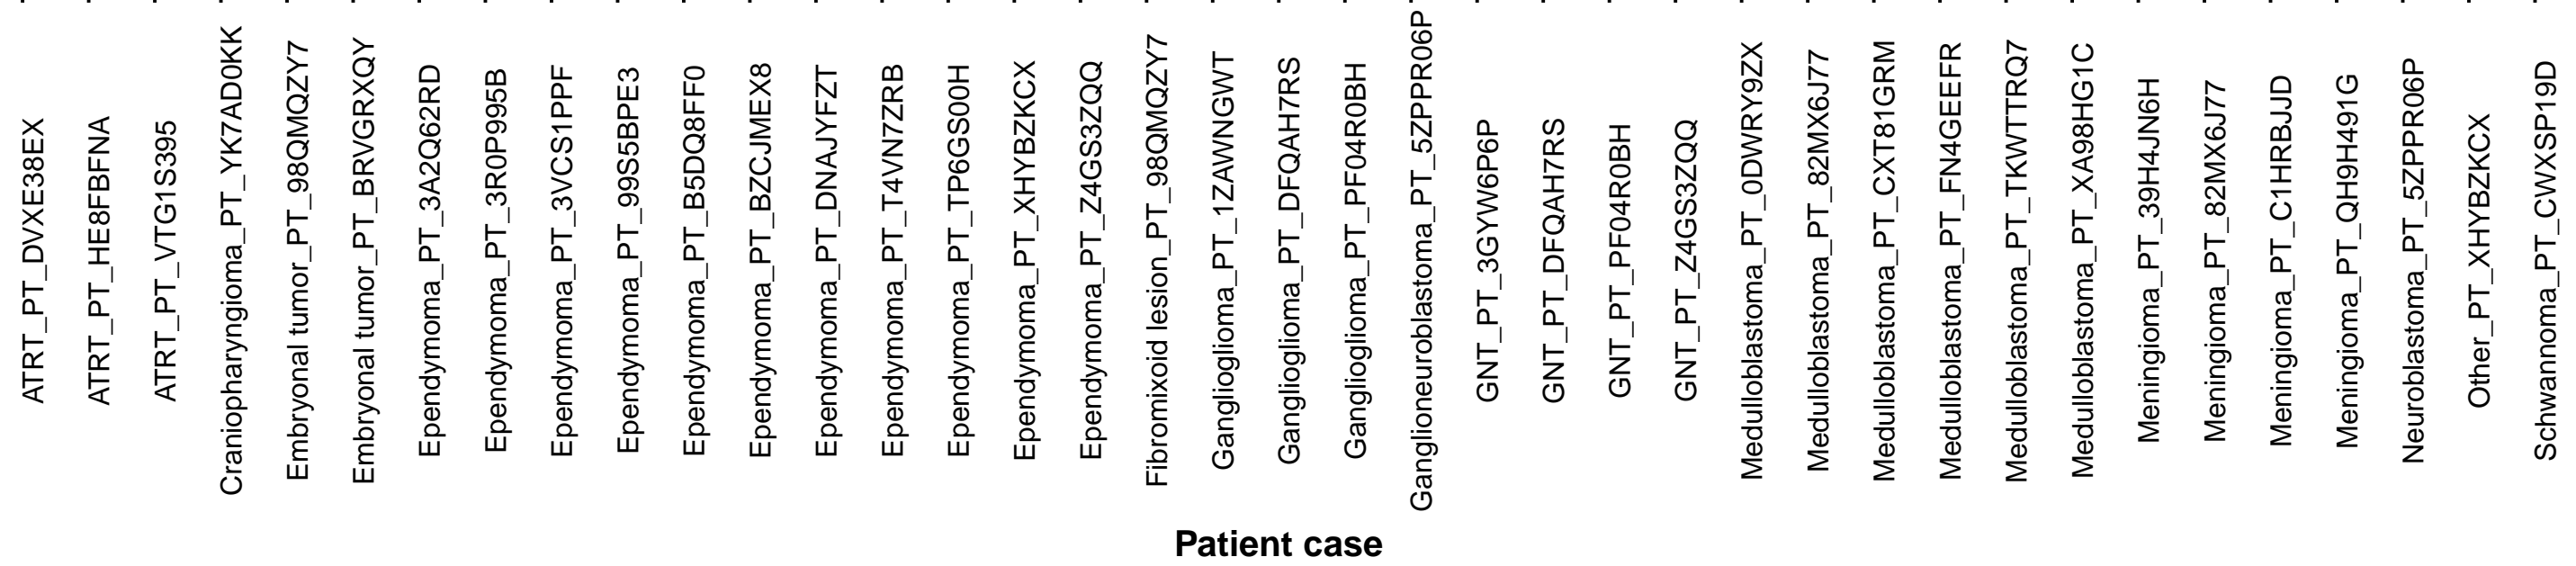 ATRT_PT_DVXE38EX
ATRT_PT_HE8FBFNA
ATRT_PT_VTG1S395
Craniopharyngioma_PT_YK7AD0KK
Embryonal tumor_PT_98QMQZY7
Embryonal tumor_PT_BRVGRXQY
Ependymoma_PT_3A2Q62RD
Ependymoma_PT_3R0P995B
Ependymoma_PT_3VCS1PPF
Ependymoma_PT_99S5BPE3
Ependymoma_PT_B5DQ8FF0
Ependymoma_PT_BZCJMEX8
Ependymoma_PT_DNAJYFZT
Ependymoma_PT_T4VN7ZRB
Ependymoma_PT_TP6GS00H
Ependymoma_PT_XHYBZKCX
Ependymoma_PT_Z4GS3ZQQ
Fibromixoid lesion_PT_98QMQZY7
Ganglioglioma_PT_1ZAWNGWT
Ganglioglioma_PT_DFQAH7RS
Ganglioglioma_PT_PF04R0BH
Ganglioneuroblastoma_PT_5ZPPR06P
GNT_PT_3GYW6P6P
GNT_PT_DFQAH7RS
GNT_PT_PF04R0BH
GNT_PT_Z4GS3ZQQ
Medulloblastoma_PT_0DWRY9ZX
Medulloblastoma_PT_82MX6J77
Medulloblastoma_PT_CXT81GRM
Medulloblastoma_PT_FN4GEEFR
Medulloblastoma_PT_TKWTTRQ7
Medulloblastoma_PT_XA98HG1C
Meningioma_PT_39H4JN6H
Meningioma_PT_82MX6J77
Meningioma_PT_C1HRBJJD
Meningioma_PT_QH9H491G
Neuroblastoma_PT_5ZPPR06P
Other_PT_XHYBZKCX
Schwannoma_PT_CWXSP19D
Patient case